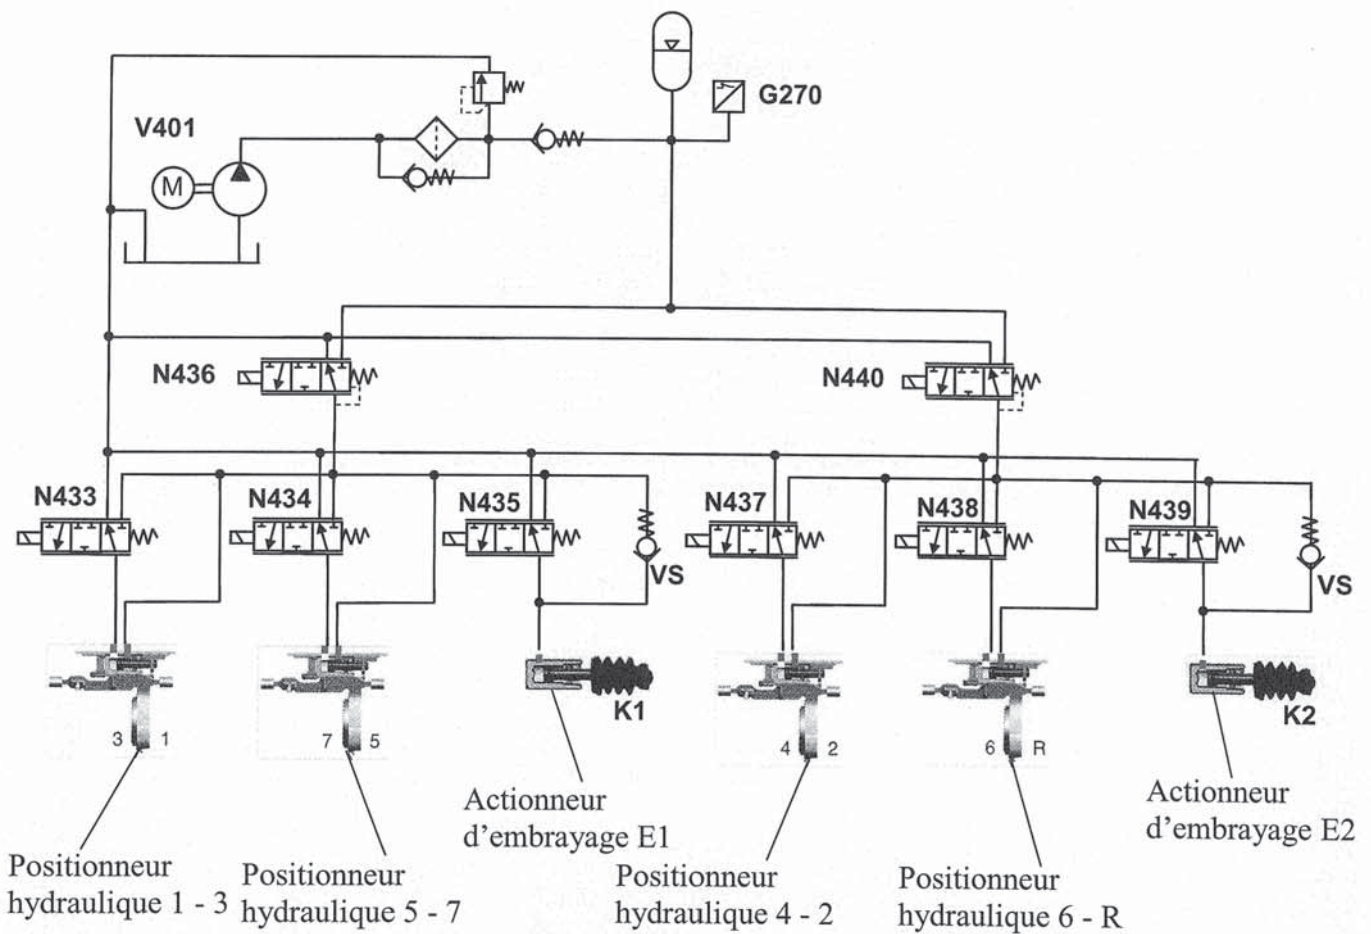 G270
V401
M
N436
N440
N433
N434
N435
N437
N438
N439
VS
VS
K1
K2
3 1
7 5
4 2
6 R
Actionneur
d'embrayage E1
Actionneur
d'embrayage E2
Positionneur
hydraulique 1 - 3
Positionneur
hydraulique 5 - 7
Positionneur
hydraulique 4 - 2
Positionneur
hydraulique 6 - R